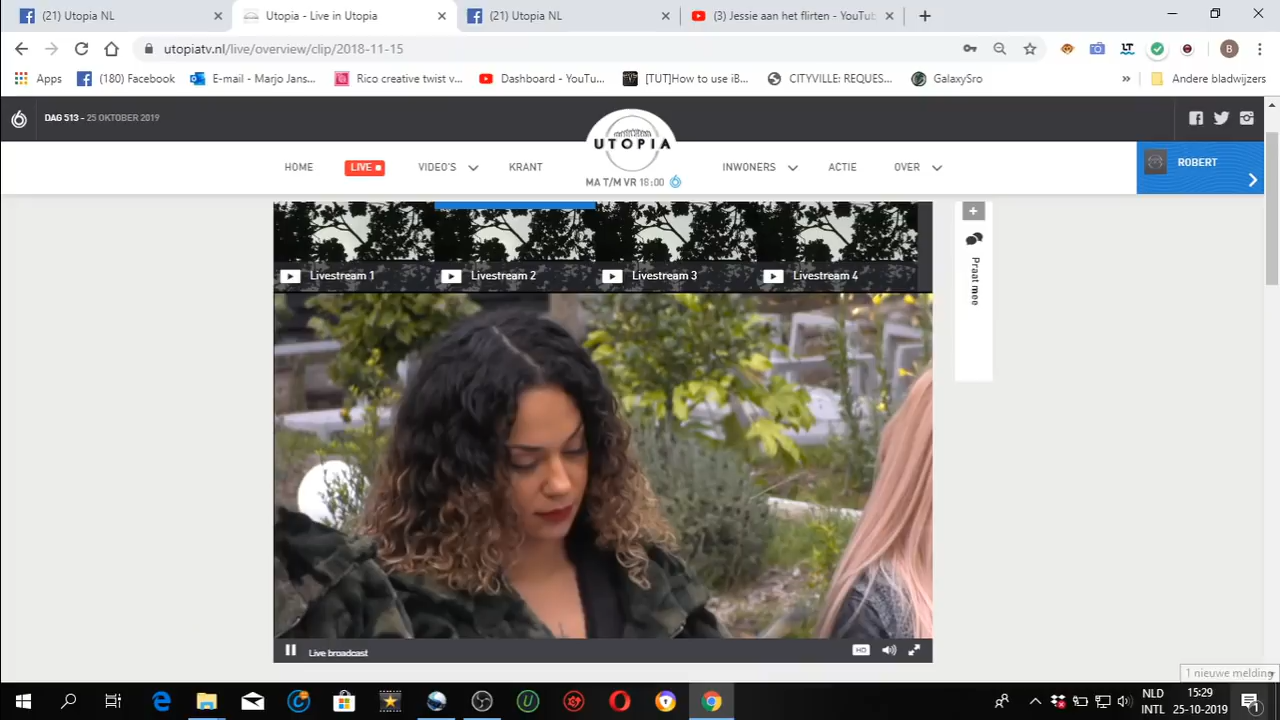 (21) Utopia NL
Utopia - Live in Utopia
(21) Utopia NL
(3) Jessie aan het flirten - YouTub
utopiatv.nl/live/overview/clip/2018-11-15
B
Apps
(180) Facebook
E-mail - Marjo Jans...
Rico creative twist v...
Dashboard - YouTu...
[TUT]How to use iB...
CITYVILLE: REQUES...
GalaxySro
»
Andere bladwijzers
DAG 513 - 25 OKTOBER 2019
UTOPIA
HOME
LIVE
VIDEO'S
KRANT
MA T/M VR 18:00
INWONERS
ACTIE
OVER
ROBERT
Livestream 1
Livestream 2
Livestream 3
Livestream 4
Praat mee
Live broadcast
HD
1 nieuwe melding
NLD
INTL
15:29
25-10-2019
1